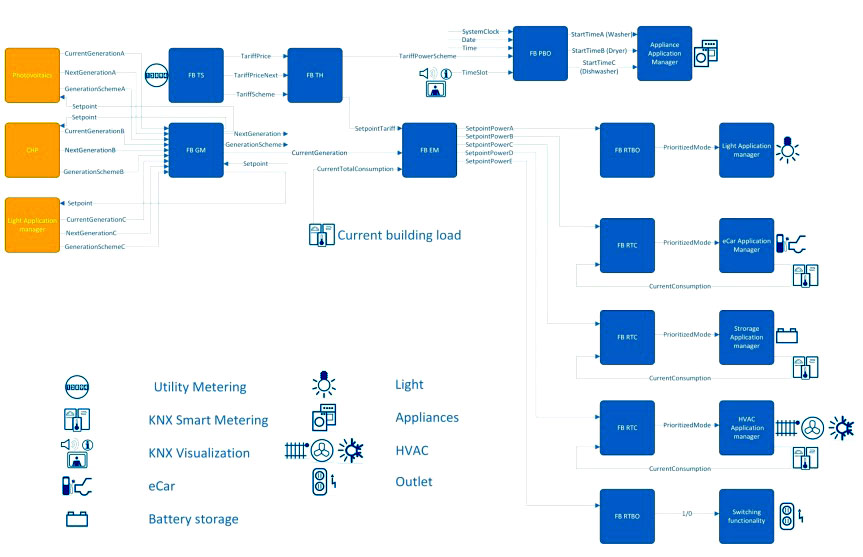 SystemClock
Date
Time
TariffPowerScheme
TimeSlot
FB PBO
StartTimeA (Washer)
StartTimeB (Dryer)
StartTimeC
(Dishwasher)
Appliance
Application
Manager
Photovoltaics
CurrentGenerationA
NextGenerationA
GenerationSchemeA
Setpoint
FB TS
TariffPrice
TariffPriceNext
TariffScheme
FB TH
CHP
Setpoint
CurrentGenerationB
NextGenerationB
GenerationSchemeB
FB GM
NextGeneration
GenerationScheme
CurrentGeneration
Setpoint
SetpointTariff
CurrentTotalConsumption
FB EM
SetpointPowerA
SetpointPowerB
SetpointPowerC
SetpointPowerD
SetpointPowerE
FB RTBO
PrioritizedMode
Light Application
manager
Light Application
manager
Setpoint
CurrentGenerationC
NextGenerationC
GenerationSchemeC
Current building load
FB RTC
PrioritizedMode
eCar Application
Manager
CurrentConsumption
FB RTC
PrioritizedMode
Strorage
Application
manager
CurrentConsumption
FB RTC
PrioritizedMode
HVAC
Application
manager
CurrentConsumption
FB RTBO
1/0
Switching
functionality
Utility Metering
KNX Smart Metering
KNX Visualization
eCar
Battery storage
Light
Appliances
HVAC
Outlet